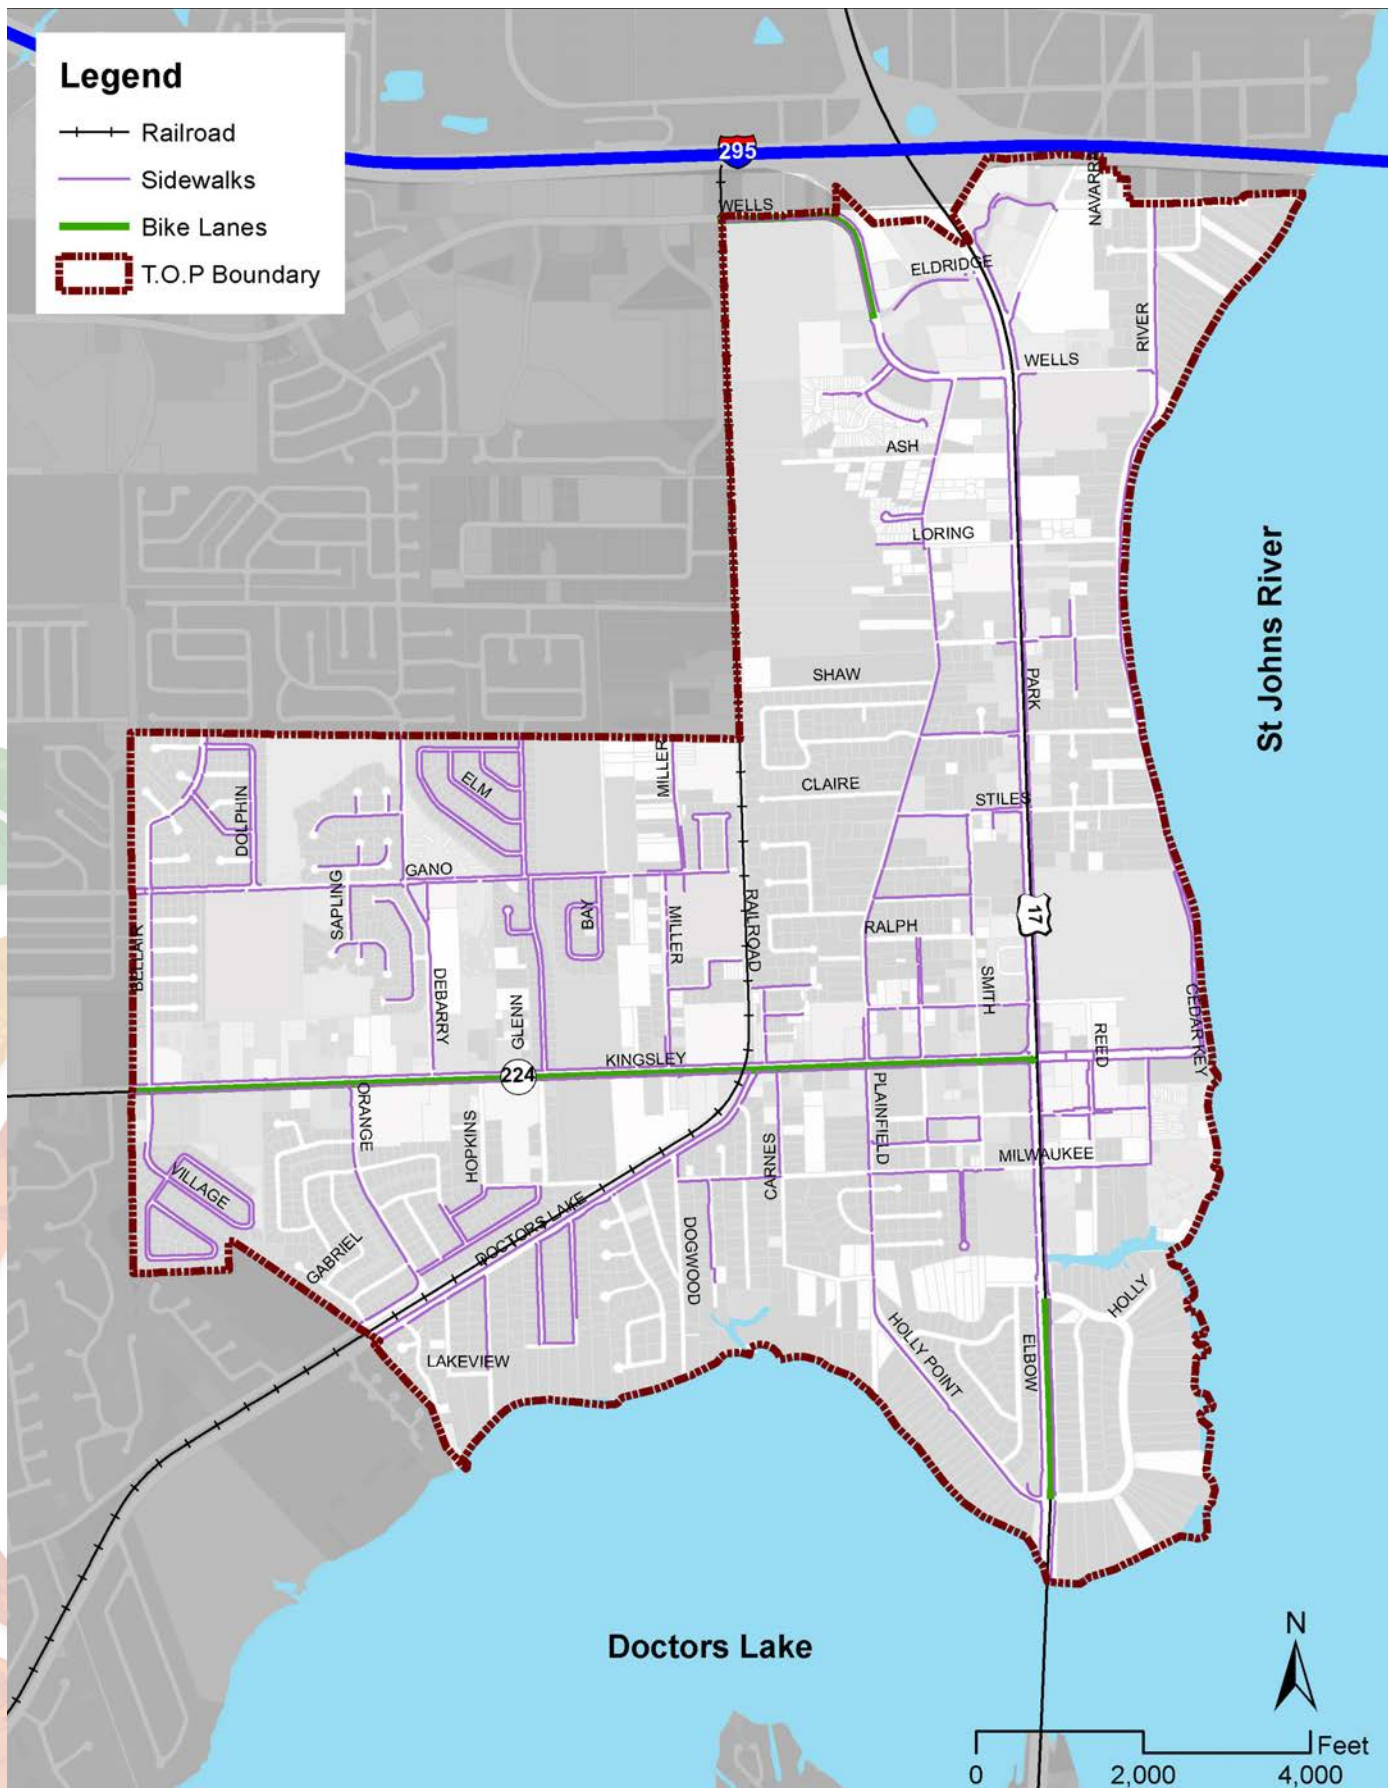 Legend
Railroad
Sidewalks
Bike Lanes
T.O.P Boundary
295
WELLS
NAVARRE
ELDRIDGE
RIVER
WELLS
ASH
LORING
St Johns River
SHAW
PARK
MILLER
ELM
CLAIRE
STILES
DOLPHIN
GANO
SAPLING
BAY
MILLER
RAILROAD
17
RALPH
BELLAIR
DEBARRY
GLENN
SMITH
CEDAR KEY
REED
KINGSLEY
224
ORANGE
HOPKINS
PLAINFIELD
CARNES
MILWAUKEE
VILLAGE
DOCTORS LAKE
GABRIEL
DOGWOOD
HOLLY
HOLLY POINT
ELBOW
LAKEVIEW
Doctors Lake
N
Feet
0 2,000 4,000